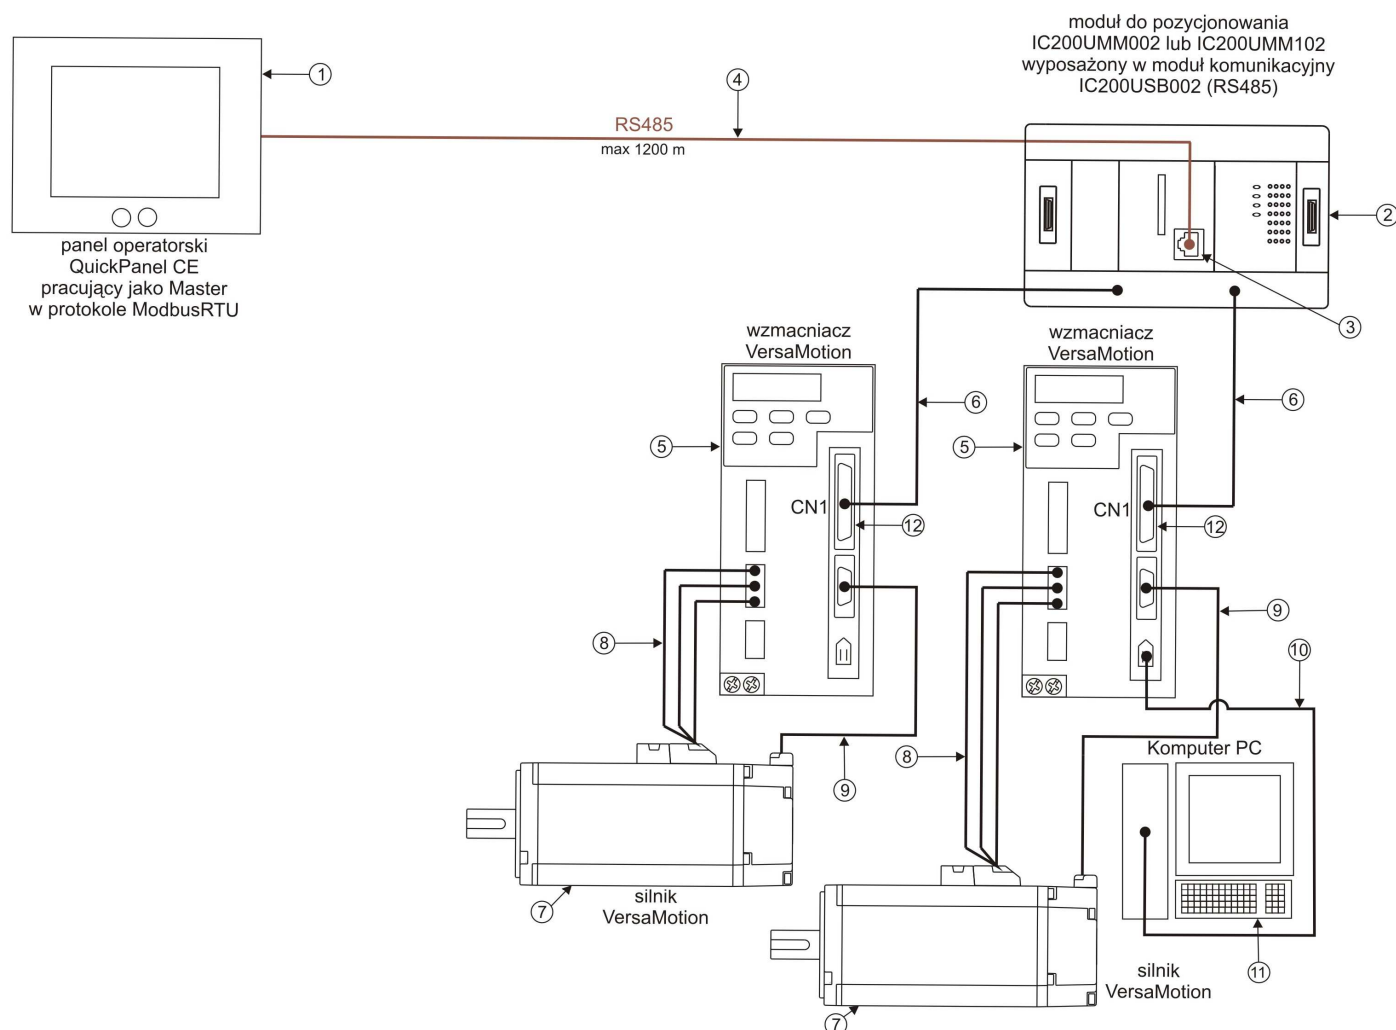 moduł do pozycjonowania
IC200UMM002 lub IC200UMM102
wyposażony w moduł komunikacyjny
IC200USB002 (RS485)
1
4
RS485
max 1200 m
2
3
panel operatorski
QuickPanel CE
pracujący jako Master
w protokole ModbusRTU
wzmacniacz
VersaMotion
wzmacniacz
VersaMotion
6
6
5
5
CN1
12
CN1
12
8
9
10
8
9
Komputer PC
7
silnik
VersaMotion
11
silnik
VersaMotion
7